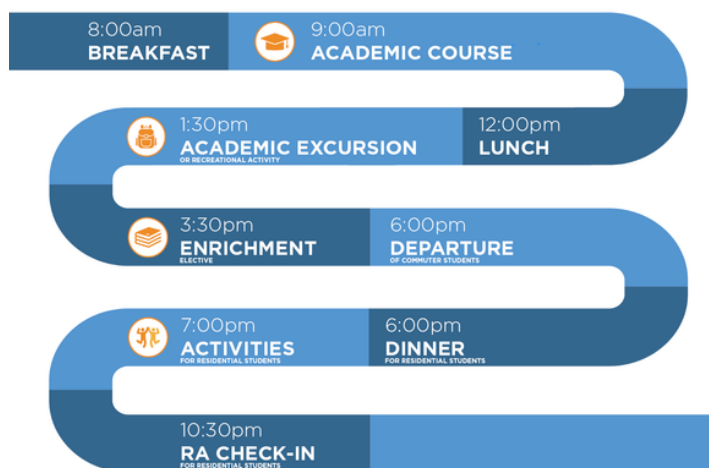 8:00am
BREAKFAST
9:00am
ACADEMIC COURSE
12:00pm
LUNCH
1:30pm
ACADEMIC EXCURSION
OR RECREATIONAL ACTIVITY
3:30pm
ENRICHMENT
ELECTIVE
6:00pm
DEPARTURE
OF COMMUTER STUDENTS
6:00pm
DINNER
FOR RESIDENTIAL STUDENTS
7:00pm
ACTIVITIES
FOR RESIDENTIAL STUDENTS
10:30pm
RA CHECK-IN
FOR RESIDENTIAL STUDENTS